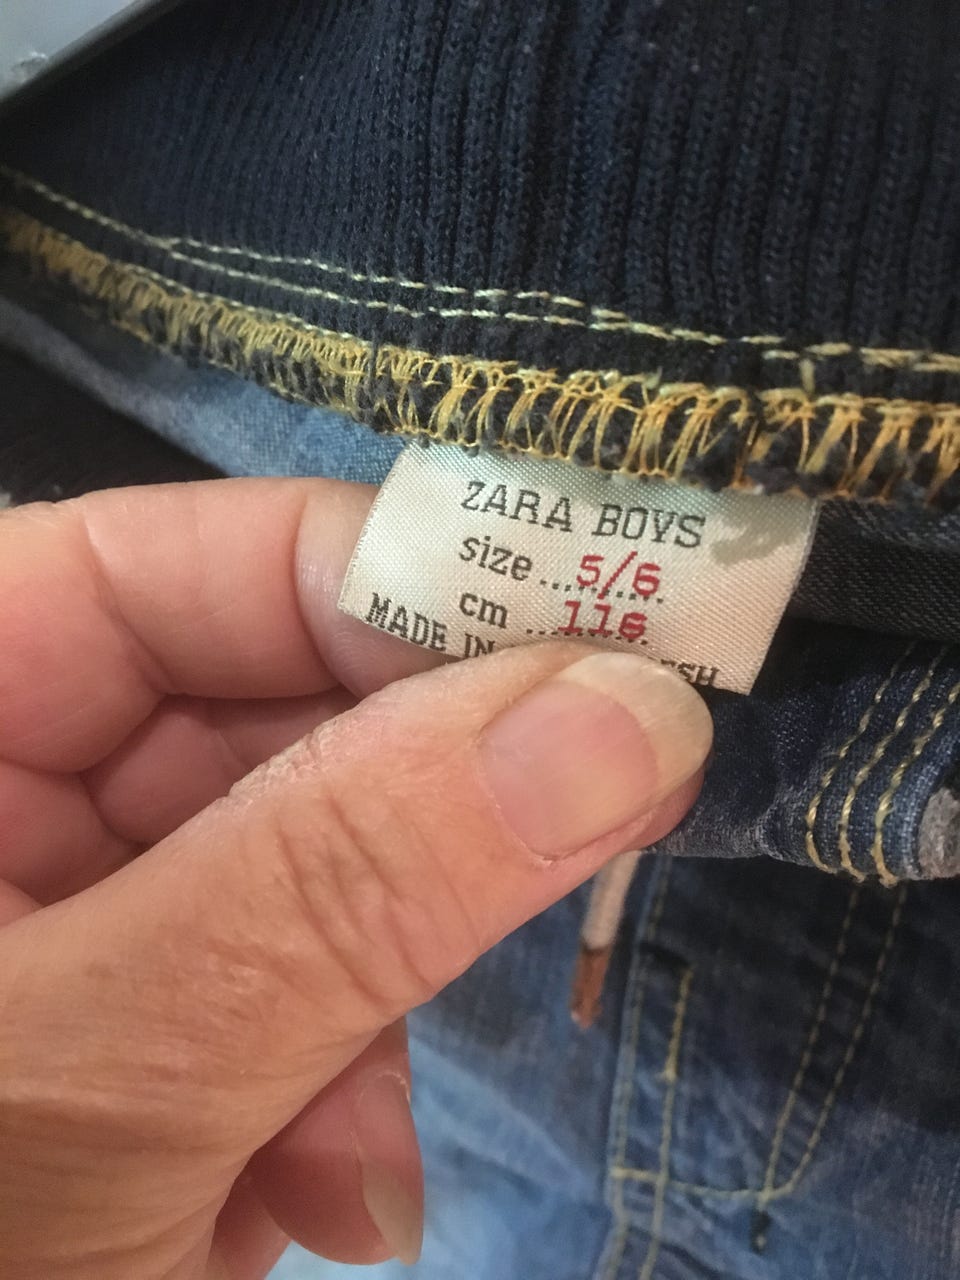 ZARA BOYS
size ... 5/6
cm ... 116
MADE IN